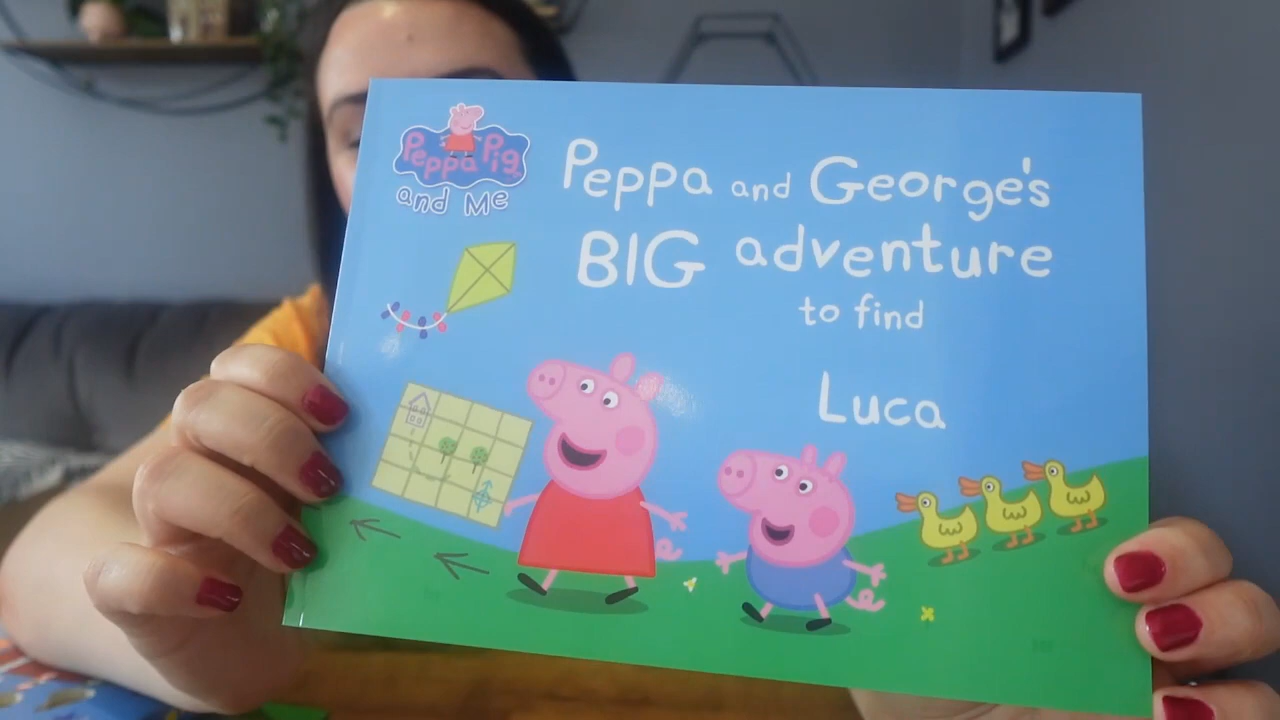 Peppa Pig
and Me
Peppa and George's
BIG adventure
to find
Luca